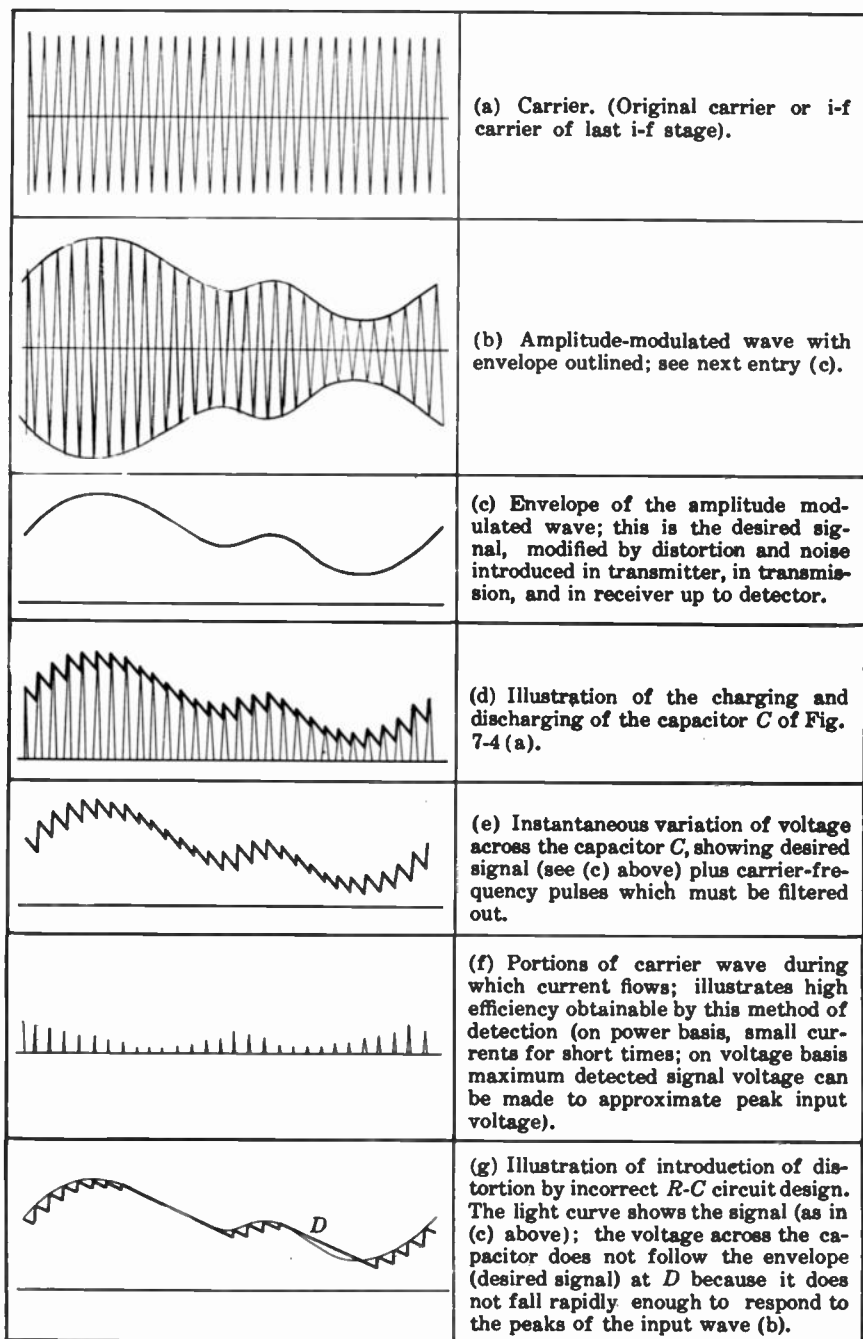 (a) Carrier. (Original carrier or i-f
carrier of last i-f stage).
(b) Amplitude-modulated wave with
envelope outlined; see next entry (c).
(c) Envelope of the amplitude mod-
ulated wave; this is the desired sig-
nal, modified by distortion and noise
introduced in transmitter, in transmis-
sion, and in receiver up to detector.
(d) Illustration of the charging and
discharging of the capacitor C of Fig.
7-4 (a).
(e) Instantaneous variation of voltage
across the capacitor C, showing desired
signal (see (c) above) plus carrier-fre-
quency pulses which must be filtered
out.
(f) Portions of carrier wave during
which current flows; illustrates high
efficiency obtainable by this method of
detection (on power basis, small cur-
rents for short times; on voltage basis
maximum detected signal voltage can
be made to approximate peak input
voltage).
D
(g) Illustration of introduction of dis-
tortion by incorrect R-C circuit design.
The light curve shows the signal (as in
(c) above); the voltage across the ca-
pacitor does not follow the envelope
(desired signal) at D because it does
not fall rapidly enough to respond to
the peaks of the input wave (b).